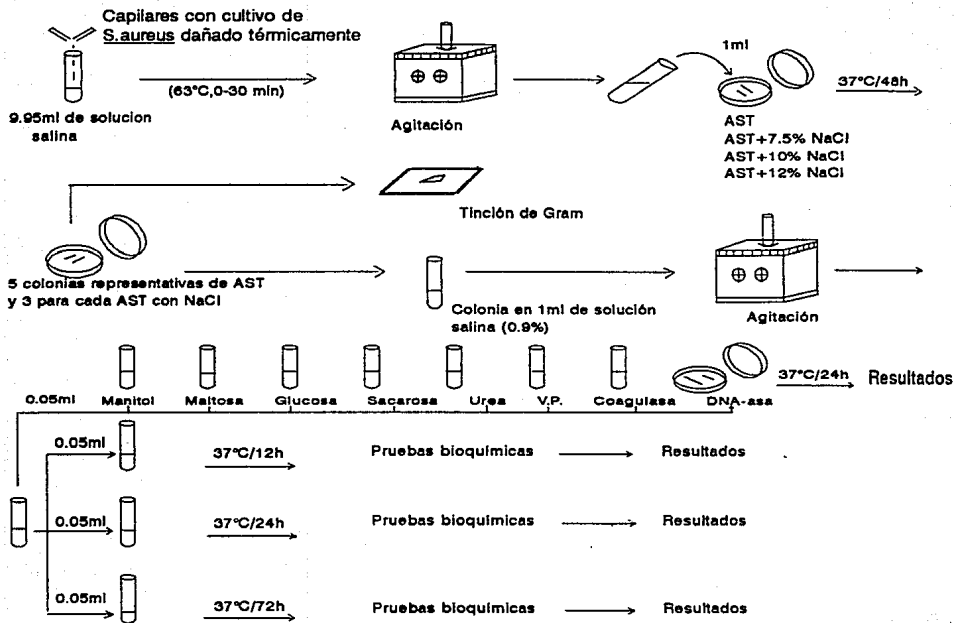 Capilares con cultivo de
S.aureus dañado térmicamente
(63°C,0-30 min)
9.95ml de solucion
salina
Agitación
1ml
37°C/48h
AST
AST+7.5% NaCl
AST+10% NaCl
AST+12% NaCl
Tinción de Gram
5 colonias representativas de AST
y 3 para cada AST con NaCl
Colonia en 1ml de solución
salina (0.9%)
Agitación
37°C/24h Resultados
0.05ml Manitol Maltosa Glucosa Sacarosa Urea V.P. Coagulasa DNA-asa
0.05ml 37°C/12h Pruebas bioquímicas Resultados
0.05ml 37°C/24h Pruebas bioquímicas Resultados
0.05ml 37°C/72h Pruebas bioquímicas Resultados